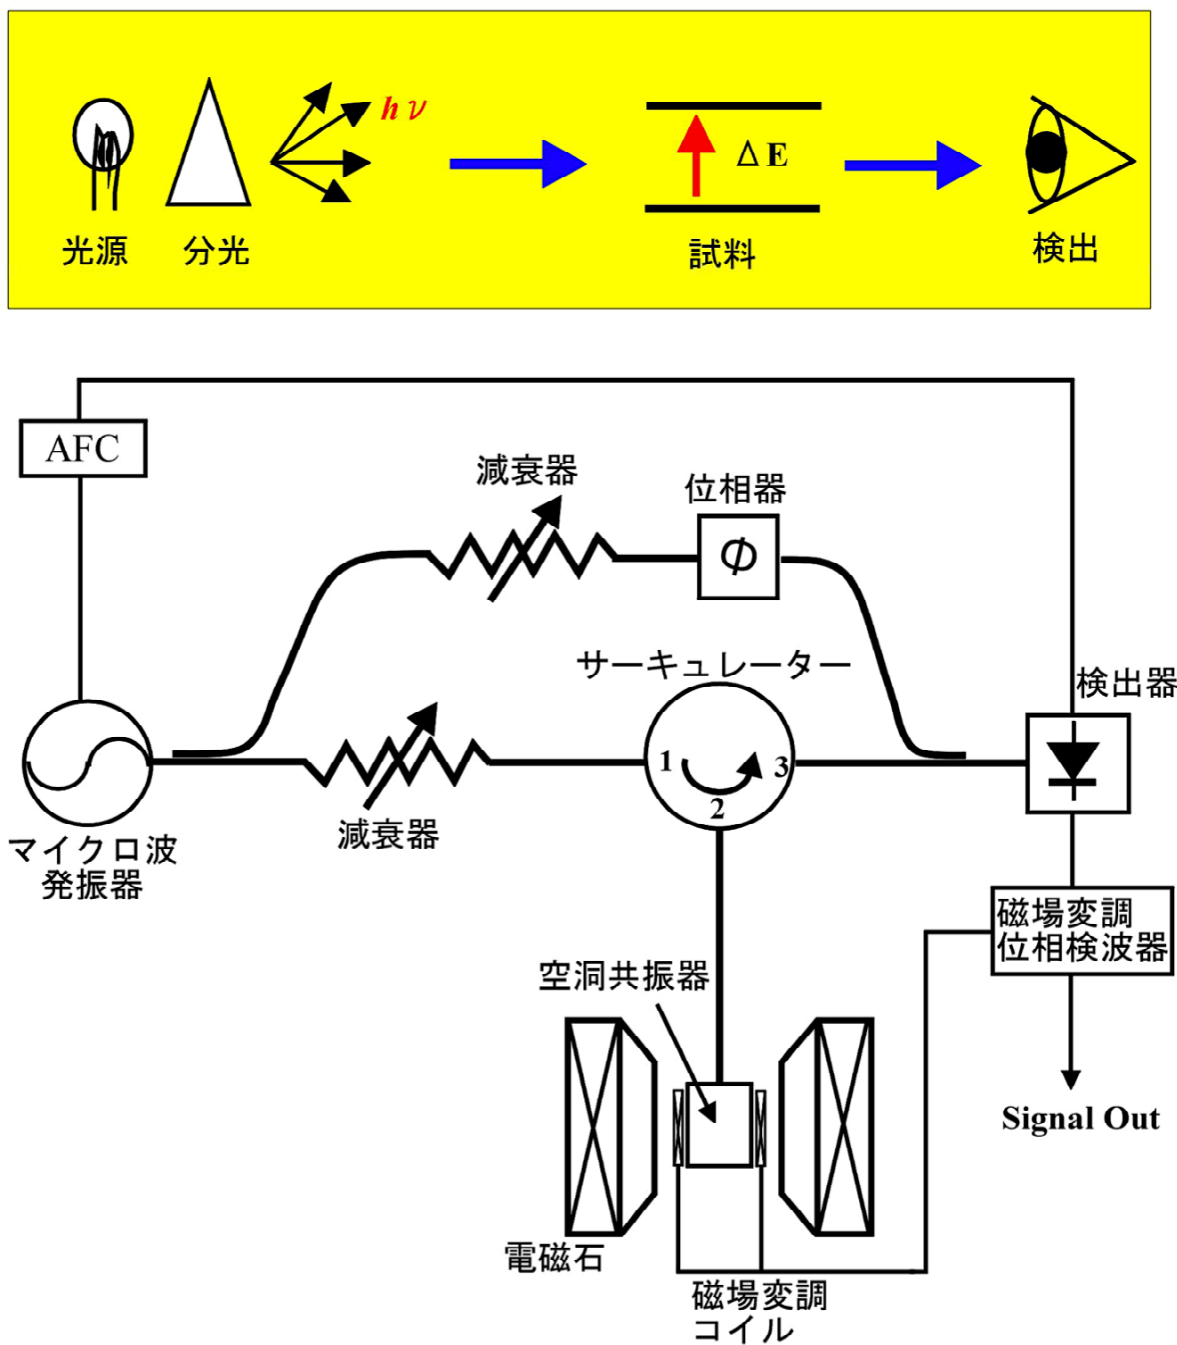 hν
ΔE
光源
分光
試料
検出
AFC
減衰器
位相器
Φ
サーキュレーター
検出器
1
3
2
減衰器
マイクロ波
発振器
磁場変調
位相検波器
空洞共振器
Signal Out
電磁石
磁場変調
コイル